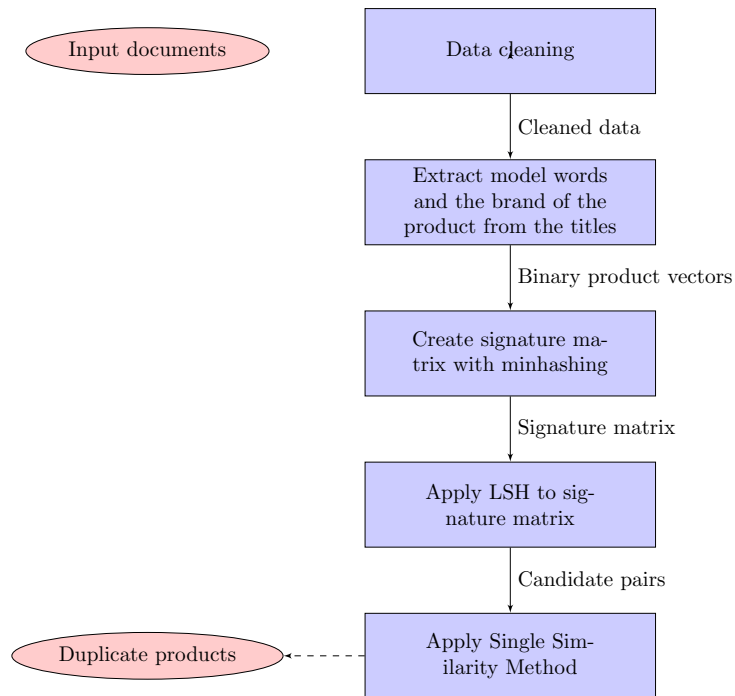 Input documents
Data cleaning
Cleaned data
Extract model words
and the brand of the
product from the titles
Binary product vectors
Create signature ma-
trix with minhashing
Signature matrix
Apply LSH to sig-
nature matrix
Candidate pairs
Duplicate products
Apply Single Sim-
ilarity Method